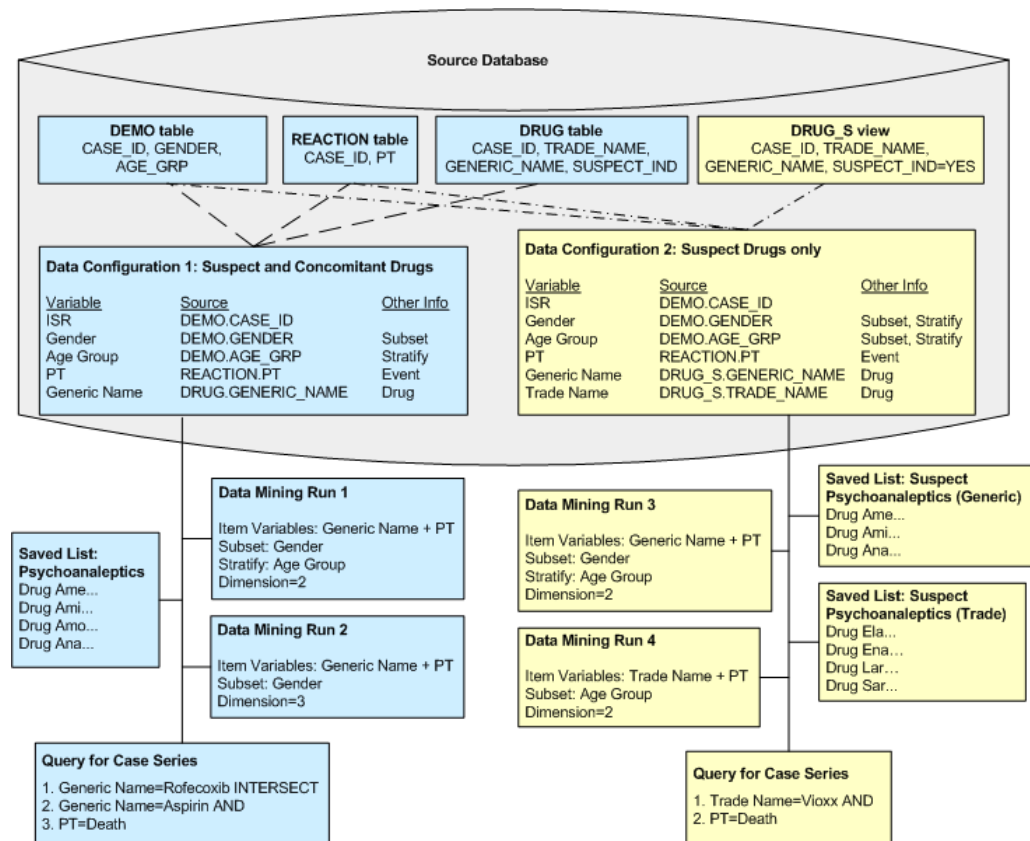 Source Database
DEMO table
CASE_ID, GENDER,
AGE_GRP
REACTION table
CASE_ID, PT
DRUG table
CASE_ID, TRADE_NAME,
GENERIC_NAME, SUSPECT_IND
DRUG_S view
CASE_ID, TRADE_NAME,
GENERIC_NAME, SUSPECT_IND=YES
Data Configuration 1: Suspect and Concomitant Drugs
Variable Source Other Info
ISR DEMO.CASE_ID
Gender DEMO.GENDER Subset
Age Group DEMO.AGE_GRP Stratify
PT REACTION.PT Event
Generic Name DRUG.GENERIC_NAME Drug
Data Configuration 2: Suspect Drugs only
Variable Source Other Info
ISR DEMO.CASE_ID
Gender DEMO.GENDER Subset, Stratify
Age Group DEMO.AGE_GRP Subset, Stratify
PT REACTION.PT Event
Generic Name DRUG_S.GENERIC_NAME Drug
Trade Name DRUG_S.TRADE_NAME Drug
Saved List:
Psychoanaleptics
Drug Ame...
Drug Ami...
Drug Amo...
Drug Ana...
Data Mining Run 1
Item Variables: Generic Name + PT
Subset: Gender
Stratify: Age Group
Dimension=2
Data Mining Run 2
Item Variables: Generic Name + PT
Subset: Gender
Dimension=3
Query for Case Series
1. Generic Name=Rofecoxib INTERSECT
2. Generic Name=Aspirin AND
3. PT=Death
Data Mining Run 3
Item Variables: Generic Name + PT
Subset: Gender
Stratify: Age Group
Dimension=2
Data Mining Run 4
Item Variables: Trade Name + PT
Subset: Age Group
Dimension=2
Saved List: Suspect
Psychoanaleptics (Generic)
Drug Ame...
Drug Ami...
Drug Ana...
Saved List: Suspect
Psychoanaleptics (Trade)
Drug Ela...
Drug Ena...
Drug Lar...
Drug Sar...
Query for Case Series
1. Trade Name=Vioxx AND
2. PT=Death